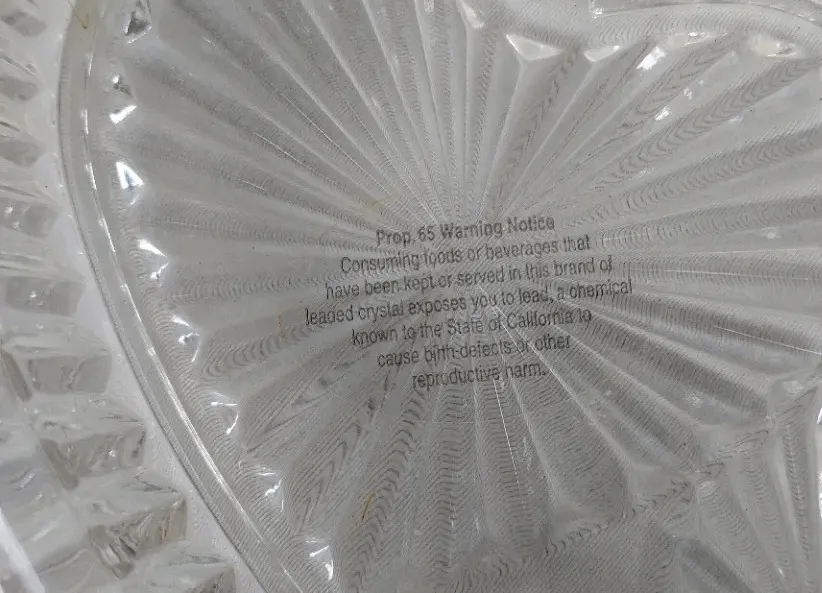 Prop. 65 Warning Notice
Consuming foods or beverages that
have been kept or served in this brand of
leaded crystal exposes you to lead, a chemical
known to the State of California to
cause birth defects or other
reproductive harm.